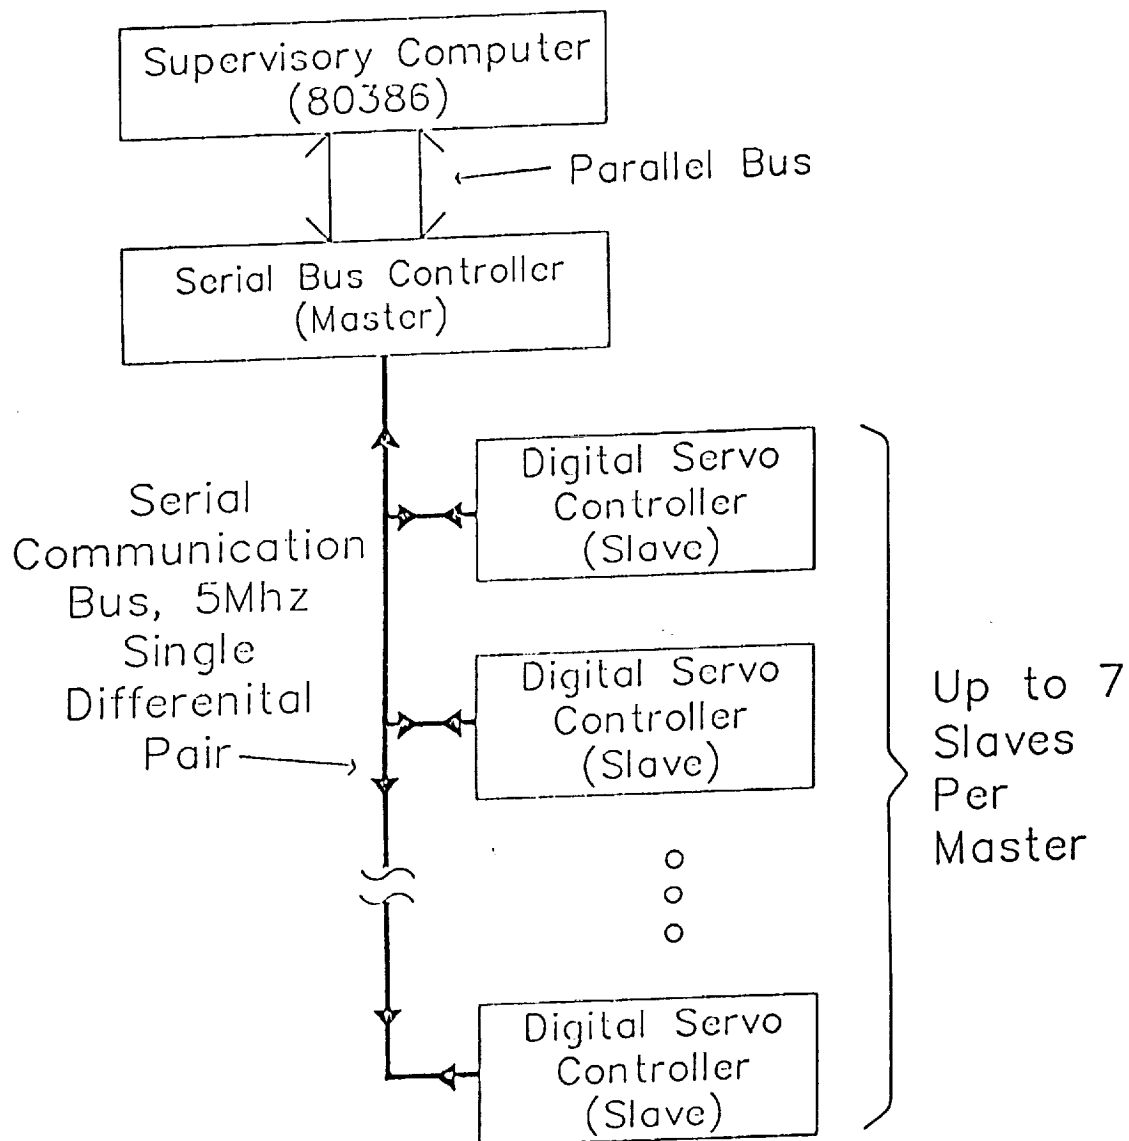 Supervisory Computer
(80386)
Parallel Bus
Serial Bus Controller
(Master)
Serial
Communication
Bus, 5Mhz
Single
Differenital
Pair
Digital Servo
Controller
(Slave)
Digital Servo
Controller
(Slave)
Digital Servo
Controller
(Slave)
Up to 7
Slaves
Per
Master